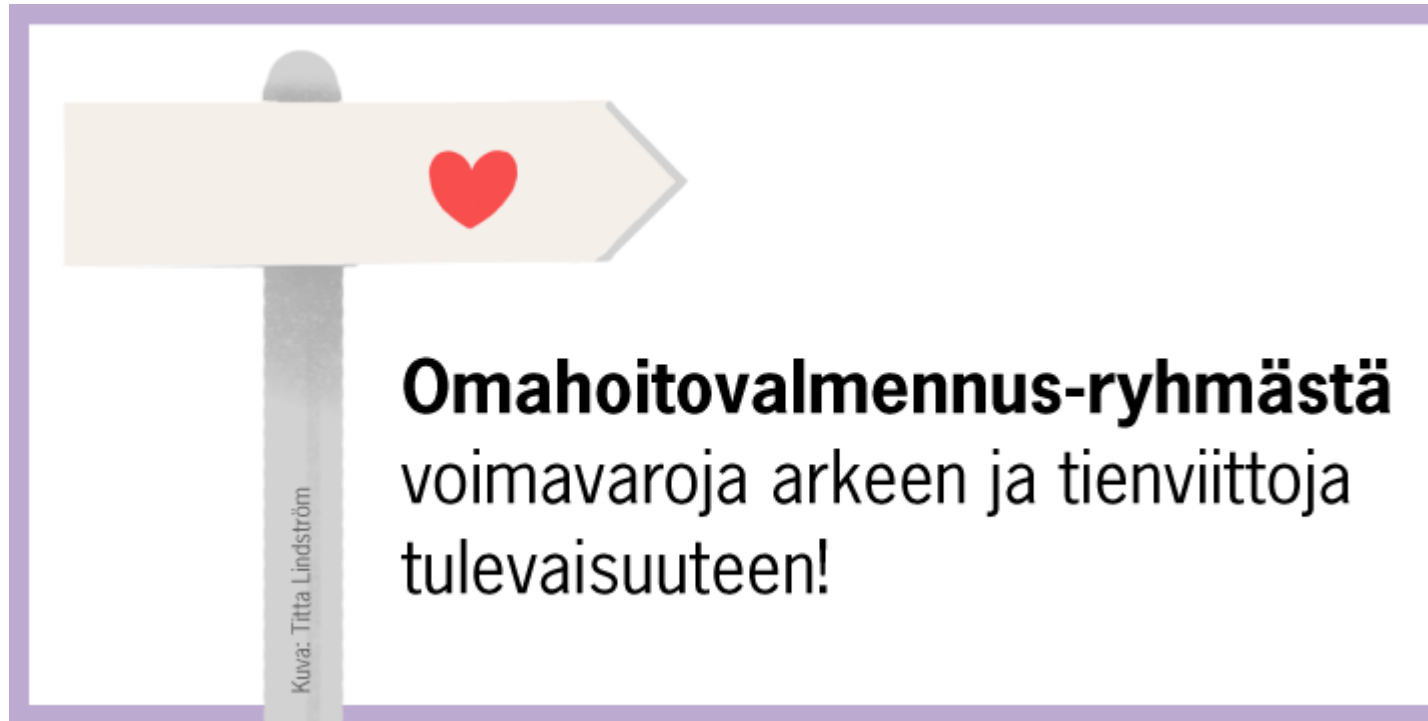 Omahoitovalmennus-ryhmästä
voimavaroja arkeen ja tienviittoja
tulevaisuuteen!
Kuva: Titta Lindström